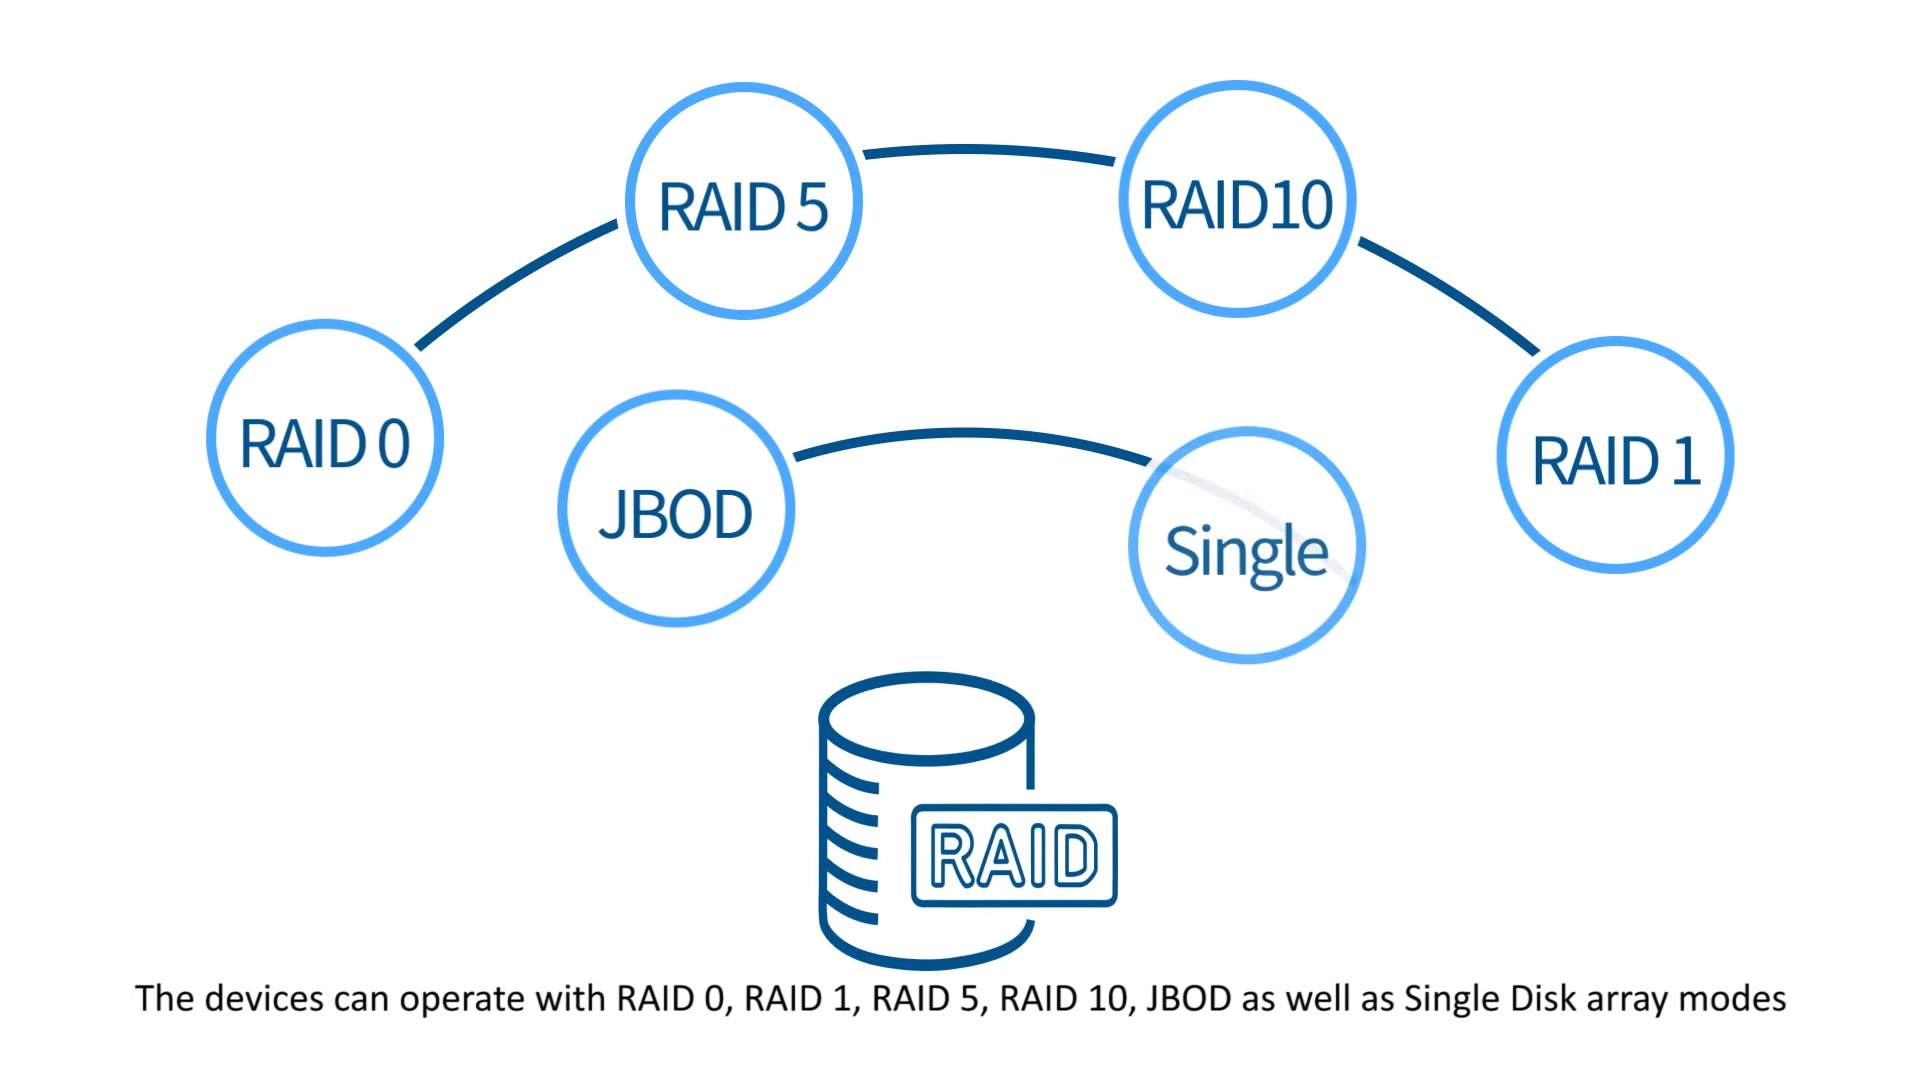 RAID 5
RAID10
RAID 0
RAID 1
JBOD
Single
RAID
The devices can operate with RAID 0, RAID 1, RAID 5, RAID 10, JBOD as well as Single Disk array modes